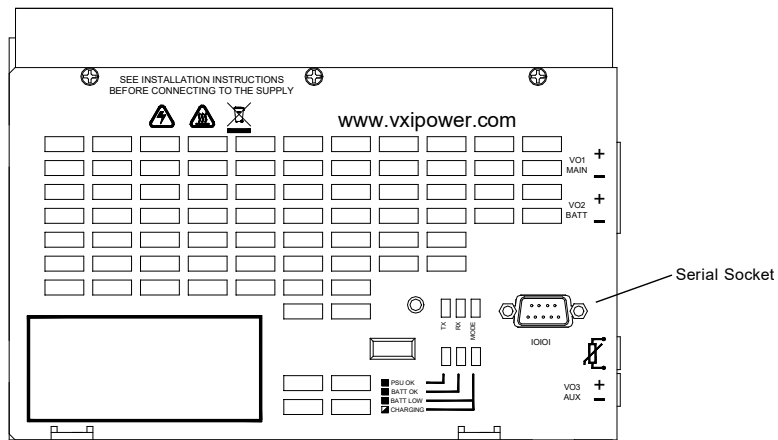 SEE INSTALLATION INSTRUCTIONS
BEFORE CONNECTING TO THE SUPPLY
www.vxipower.com
VO1
MAIN
+
–
VO2
BATT
+
–
Serial Socket
TX
RX
MODE
IOIOI
PSU OK
BATT OK
BATT LOW
CHARGING
VO3
AUX
+
–